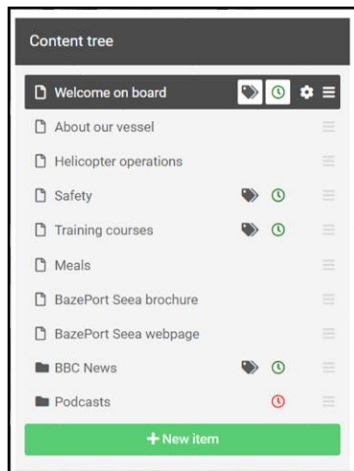 Content tree
Welcome on board
About our vessel
Helicopter operations
Safety
Training courses
Meals
BazePort Seea brochure
BazePort Seea webpage
BBC News
Podcasts
+ New item